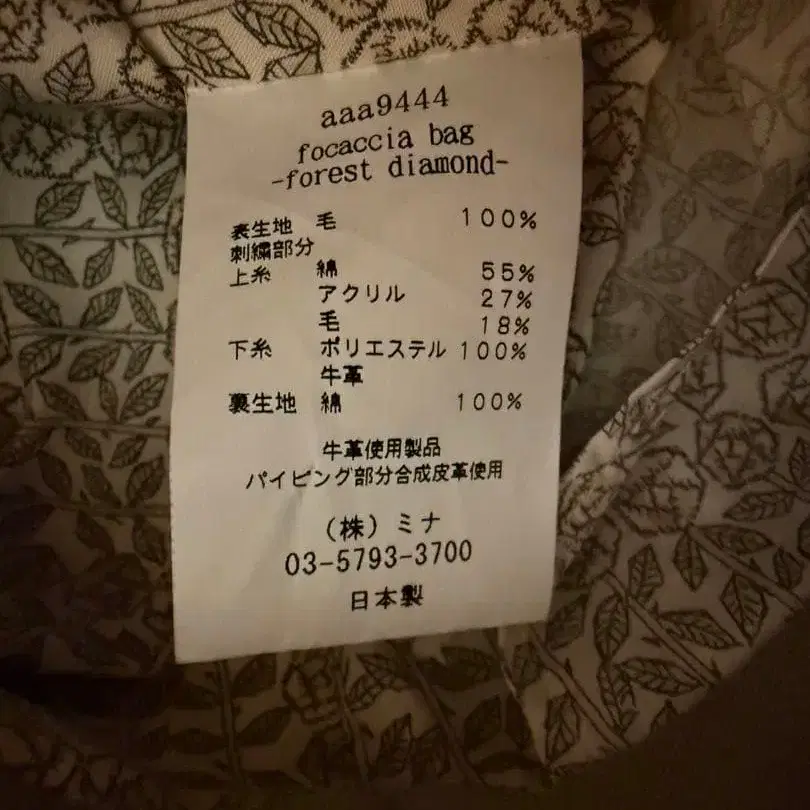 aaa9444
focaccia bag
-forest diamond-
表生地 毛 100%
刺繍部分
上糸 綿 55%
アクリル 27%
毛 18%
下糸 ポリエステル 100%
牛革
裏生地 綿 100%
牛革使用製品
パイピング部分合成皮革使用
(株)ミナ
03-5793-3700
日本製